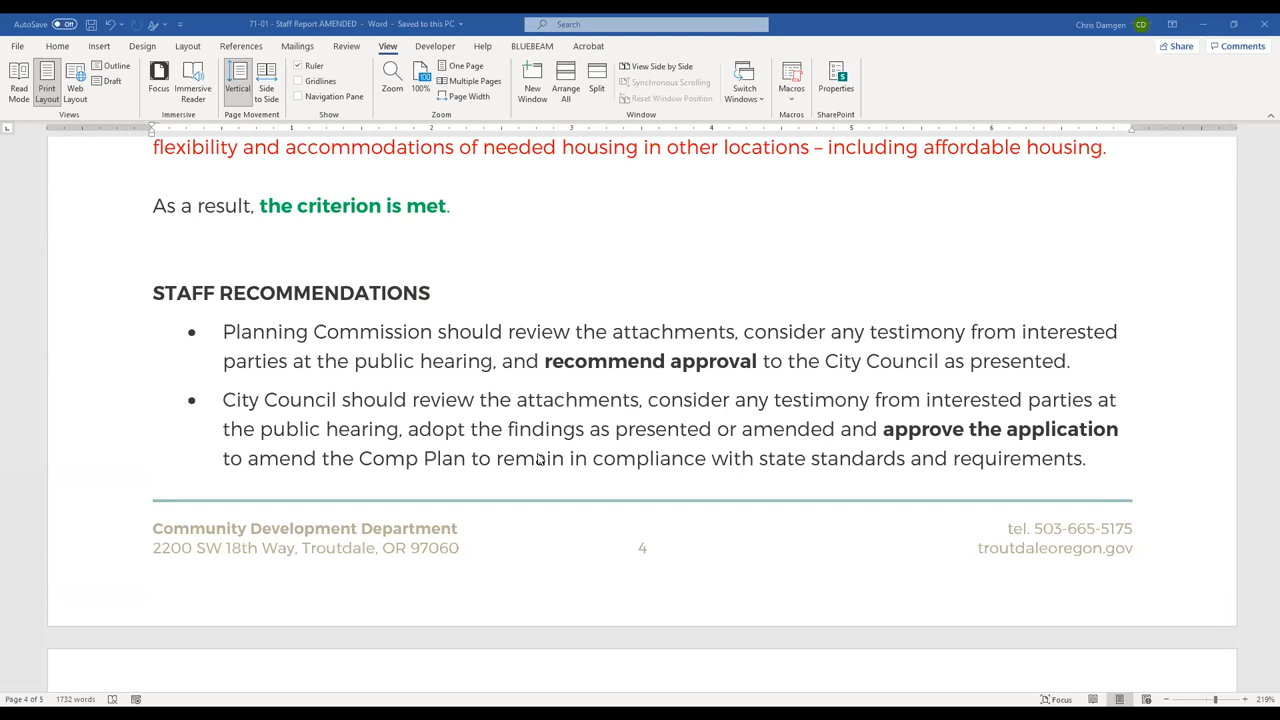 AutoSave Off
71-01 - Staff Report AMENDED - Word - Saved to this PC
Search
Chris Damgen CD
File Home Insert Design Layout References Mailings Review View Developer Help BLUEBEAM Acrobat Share Comments
Read Mode
Print Layout
Web Layout
Outline
Draft
Views
Focus
Immersive Reader
Immersive
Vertical
Side to Side
Page Movement
Ruler
Gridlines
Navigation Pane
Show
Zoom
100
100%
One Page
Multiple Pages
Page Width
Zoom
New Window
Arrange All
Split
View Side by Side
Synchronous Scrolling
Reset Window Position
Switch Windows
Window
Macros
Macros
Properties
SharePoint
1 2 3 4 5 6
flexibility and accommodations of needed housing in other locations – including affordable housing.
As a result, the criterion is met.
STAFF RECOMMENDATIONS
• Planning Commission should review the attachments, consider any testimony from interested
parties at the public hearing, and recommend approval to the City Council as presented.
• City Council should review the attachments, consider any testimony from interested parties at
the public hearing, adopt the findings as presented or amended and approve the application
to amend the Comp Plan to remain in compliance with state standards and requirements.
Community Development Department tel. 503-665-5175
2200 SW 18th Way, Troutdale, OR 97060 4 troutdaleoregon.gov
Page 4 of 5 1732 words Focus 219%